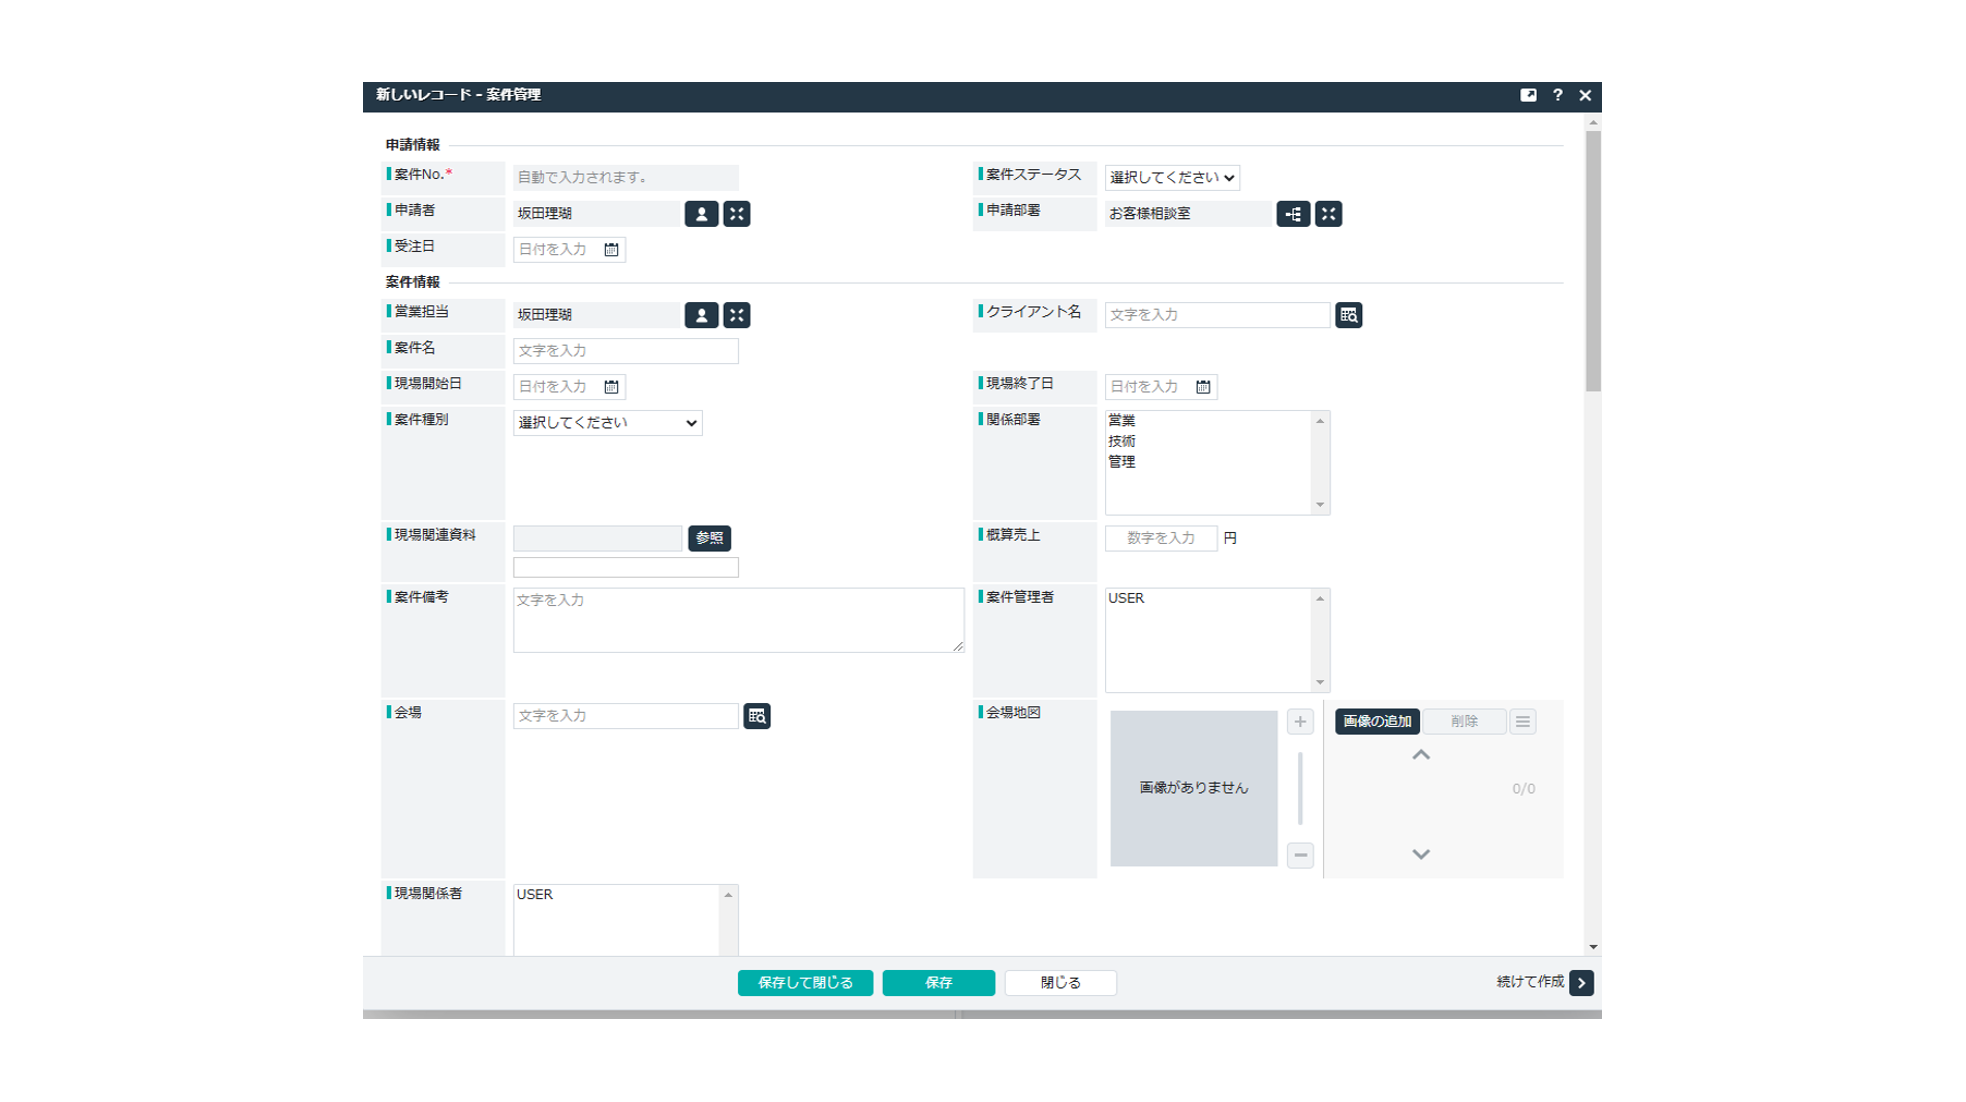 新しいレコード - 案件管理
?
申請情報
案件No.*
自動で入力されます。
案件ステータス
選択してください
申請者
坂田理瑚
申請部署
お客様相談室
受注日
日付を入力
案件情報
営業担当
坂田理瑚
クライアント名
文字を入力
案件名
文字を入力
現場開始日
日付を入力
現場終了日
日付を入力
案件種別
選択してください
関係部署
営業
技術
管理
現場関連資料
参照
概算売上
数字を入力
円
案件備考
文字を入力
案件管理者
USER
会場
文字を入力
会場地図
画像がありません
画像の追加
削除
0/0
現場関係者
USER
保存して閉じる
保存
閉じる
続けて作成